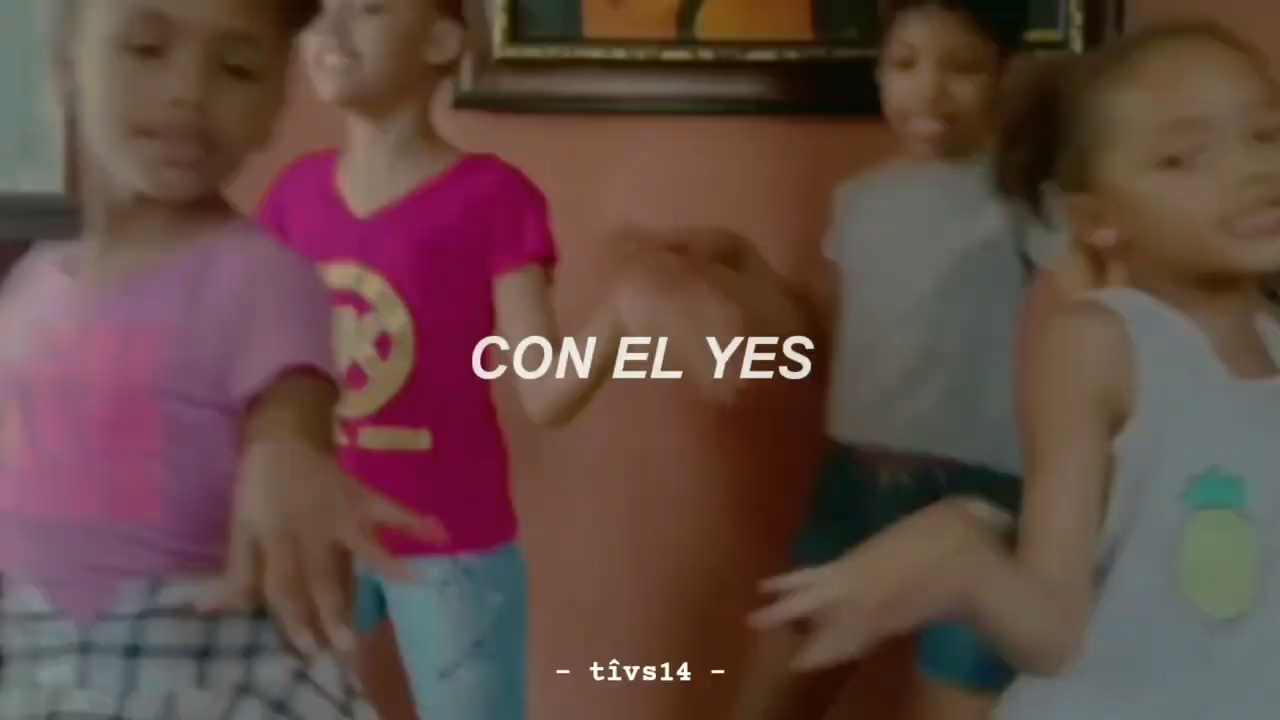 CON EL YES
- tîvs14 -